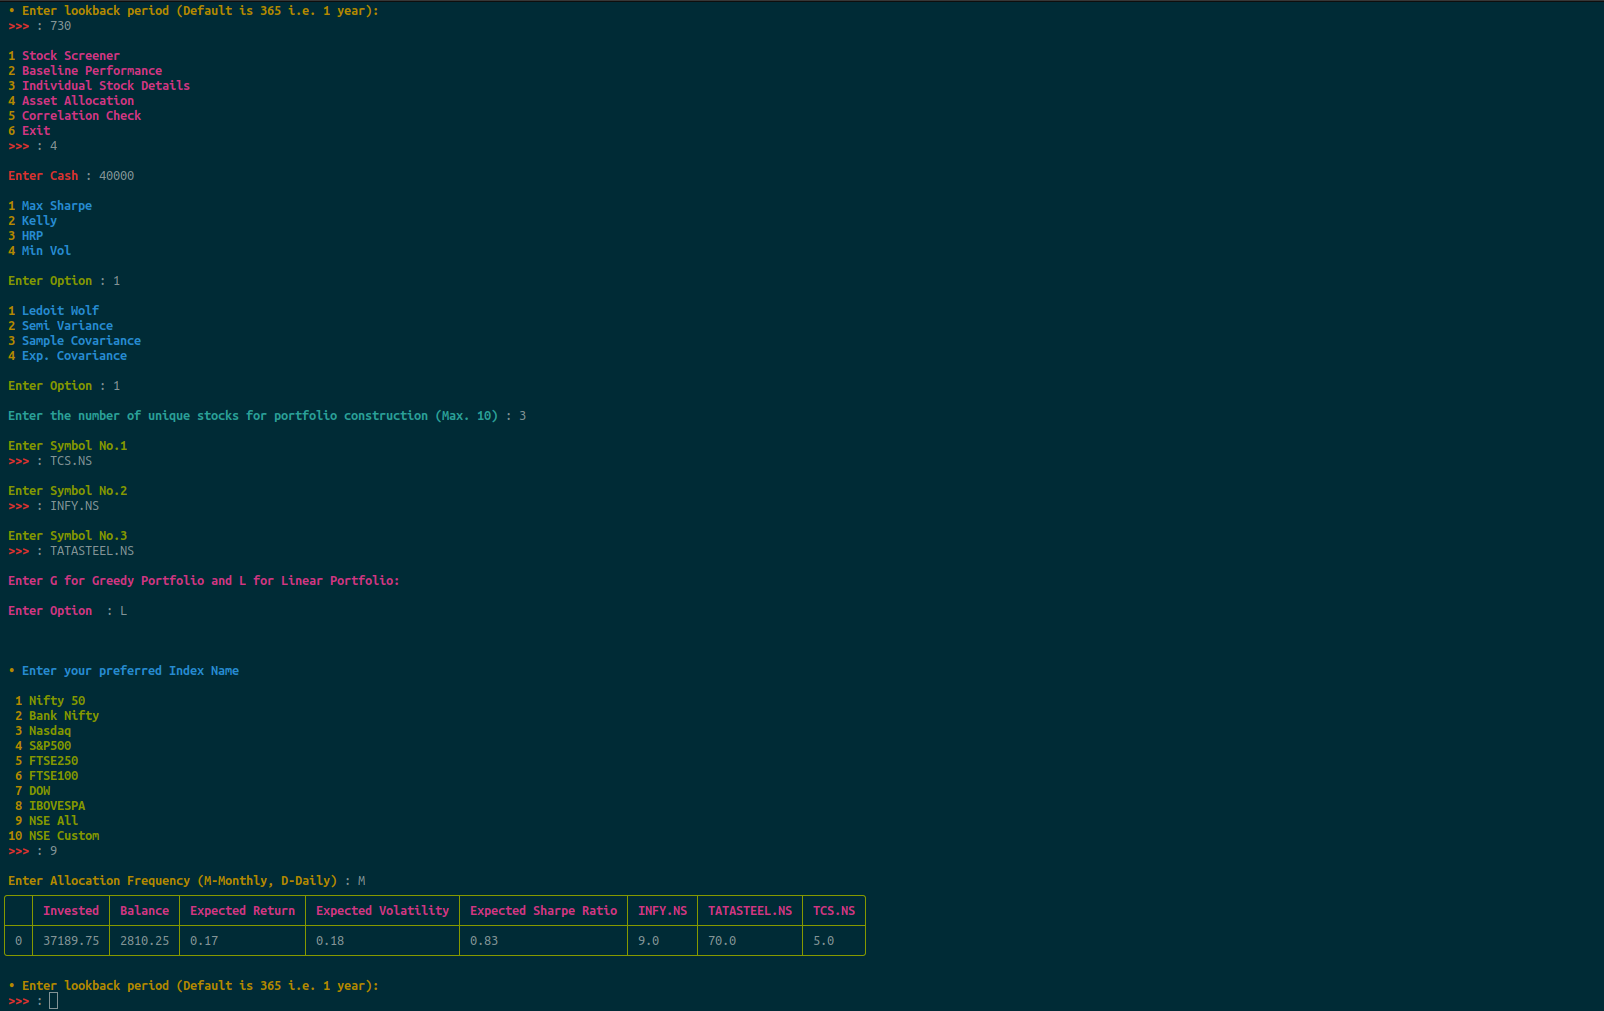 • Enter lookback period (Default is 365 i.e. 1 year):
>>> : 730
1 Stock Screener
2 Baseline Performance
3 Individual Stock Details
4 Asset Allocation
5 Correlation Check
6 Exit
>>> : 4
Enter Cash : 40000
1 Max Sharpe
2 Kelly
3 HRP
4 Min Vol
Enter Option : 1
1 Ledoit Wolf
2 Semi Variance
3 Sample Covariance
4 Exp. Covariance
Enter Option : 1
Enter the number of unique stocks for portfolio construction (Max. 10) : 3
Enter Symbol No.1
>>> : TCS.NS
Enter Symbol No.2
>>> : INFY.NS
Enter Symbol No.3
>>> : TATASTEEL.NS
Enter G for Greedy Portfolio and L for Linear Portfolio:
Enter Option  : L
• Enter your preferred Index Name
1 Nifty 50
2 Bank Nifty
3 Nasdaq
4 S&P500
5 FTSE250
6 FTSE100
7 DOW
8 IBOVESPA
9 NSE All
10 NSE Custom
>>> : 9
Enter Allocation Frequency (M-Monthly, D-Daily) : M
Invested Balance Expected Return Expected Volatility Expected Sharpe Ratio INFY.NS TATASTEEL.NS TCS.NS
0 37189.75 2810.25 0.17 0.18 0.83 9.0 70.0 5.0
• Enter lookback period (Default is 365 i.e. 1 year):
>>> :